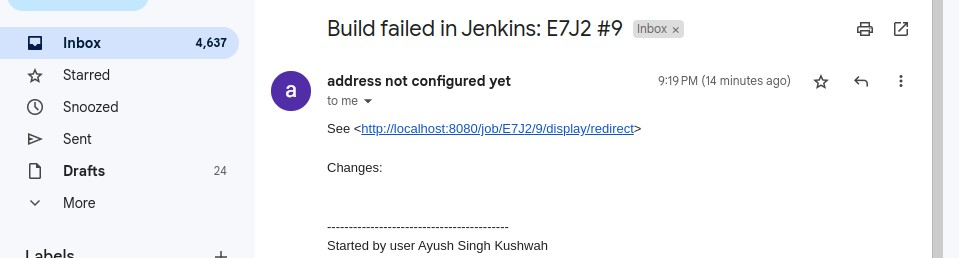 Build failed in Jenkins: E7J2 #9 Inbox ×
Inbox 4,637
Starred
Snoozed
Sent
Drafts 24
More
Labels +
a
address not configured yet 9:19 PM (14 minutes ago)
to me
See <http://localhost:8080/job/E7J2/9/display/redirect>
Changes:
------------------------------------------
Started by user Ayush Singh Kushwah